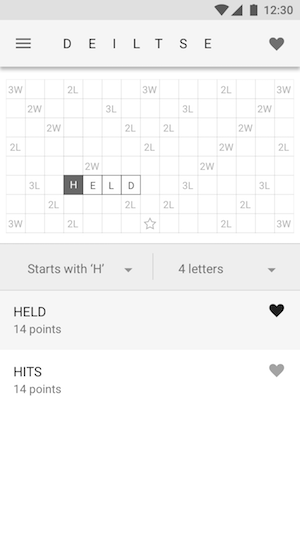 12:30
D E I L T S E
3W 2L 3W 2L 3W
2W 3L 3L 2W
2W 2L 2L 2W
2L 2L 2W 2L
2W 2W
3L H E L D 3L 3L
2L 2L 2L 2L
3W 2L 2L 3W
Starts with ‘H’ 4 letters
HELD
14 points
HITS
14 points